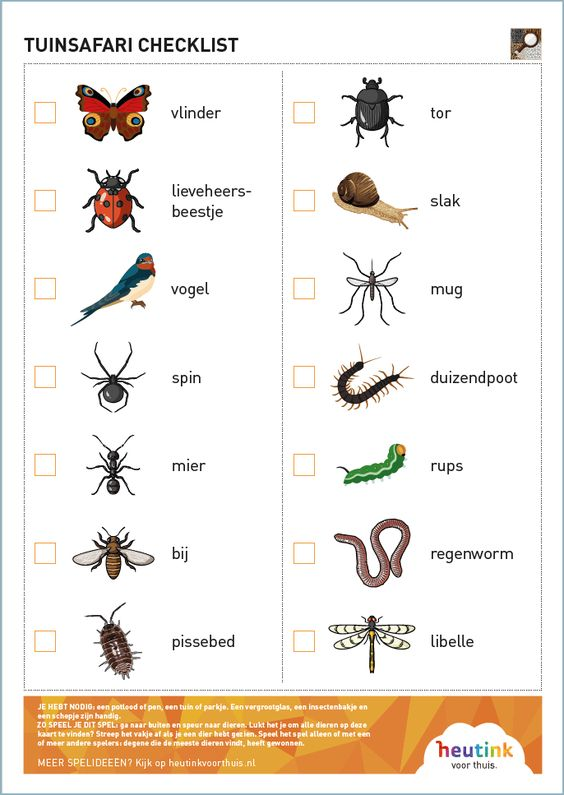 TUINSAFARI CHECKLIST
vlinder
lieveheers-
beestje
vogel
spin
mier
bij
pissebed
tor
slak
mug
duizendpoot
rups
regenworm
libelle
JE HEBT NODIG: een potlood of pen, een tuin of parkje. Een vergrootglas, een insectenbakje en
een schepje zijn handig.
ZO SPEEL JE DIT SPEL: ga naar buiten en speur naar dieren. Lukt het je om alle dieren op deze
kaart te vinden? Streep het vakje af als je een dier hebt gezien. Speel het spel alleen of met een
of meer andere spelers: degene die de meeste dieren vindt, heeft gewonnen.
MEER SPELIDEEËN? Kijk op heutinkvoorthuis.nl
heutink
voor thuis.